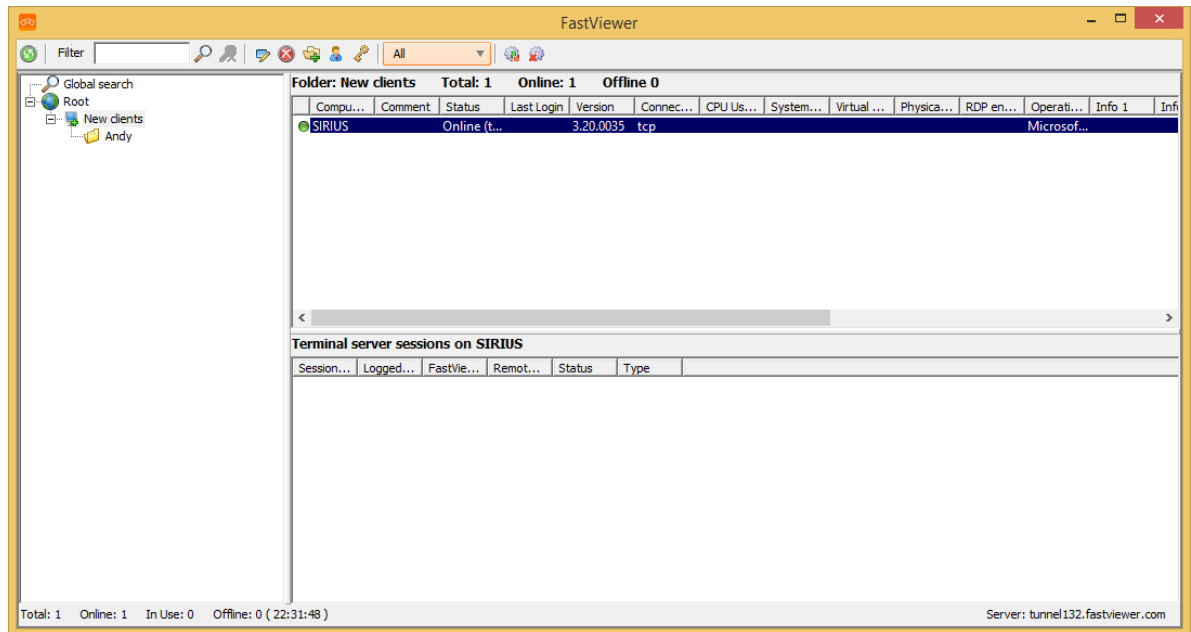 FastViewer
Filter All
Global search
Root
New clients
Andy
Folder: New clients Total: 1 Online: 1 Offline 0
Compu... Comment Status Last Login Version Connec... CPU Us... System... Virtual ... Physica... RDP en... Operati... Info 1 Inf
SIRIUS Online (t... 3.20.0035 tcp Microsof...
Terminal server sessions on SIRIUS
Session... Logged... FastVie... Remot... Status Type
Total: 1 Online: 1 In Use: 0 Offline: 0 ( 22:31:48 ) Server: tunnel132.fastviewer.com